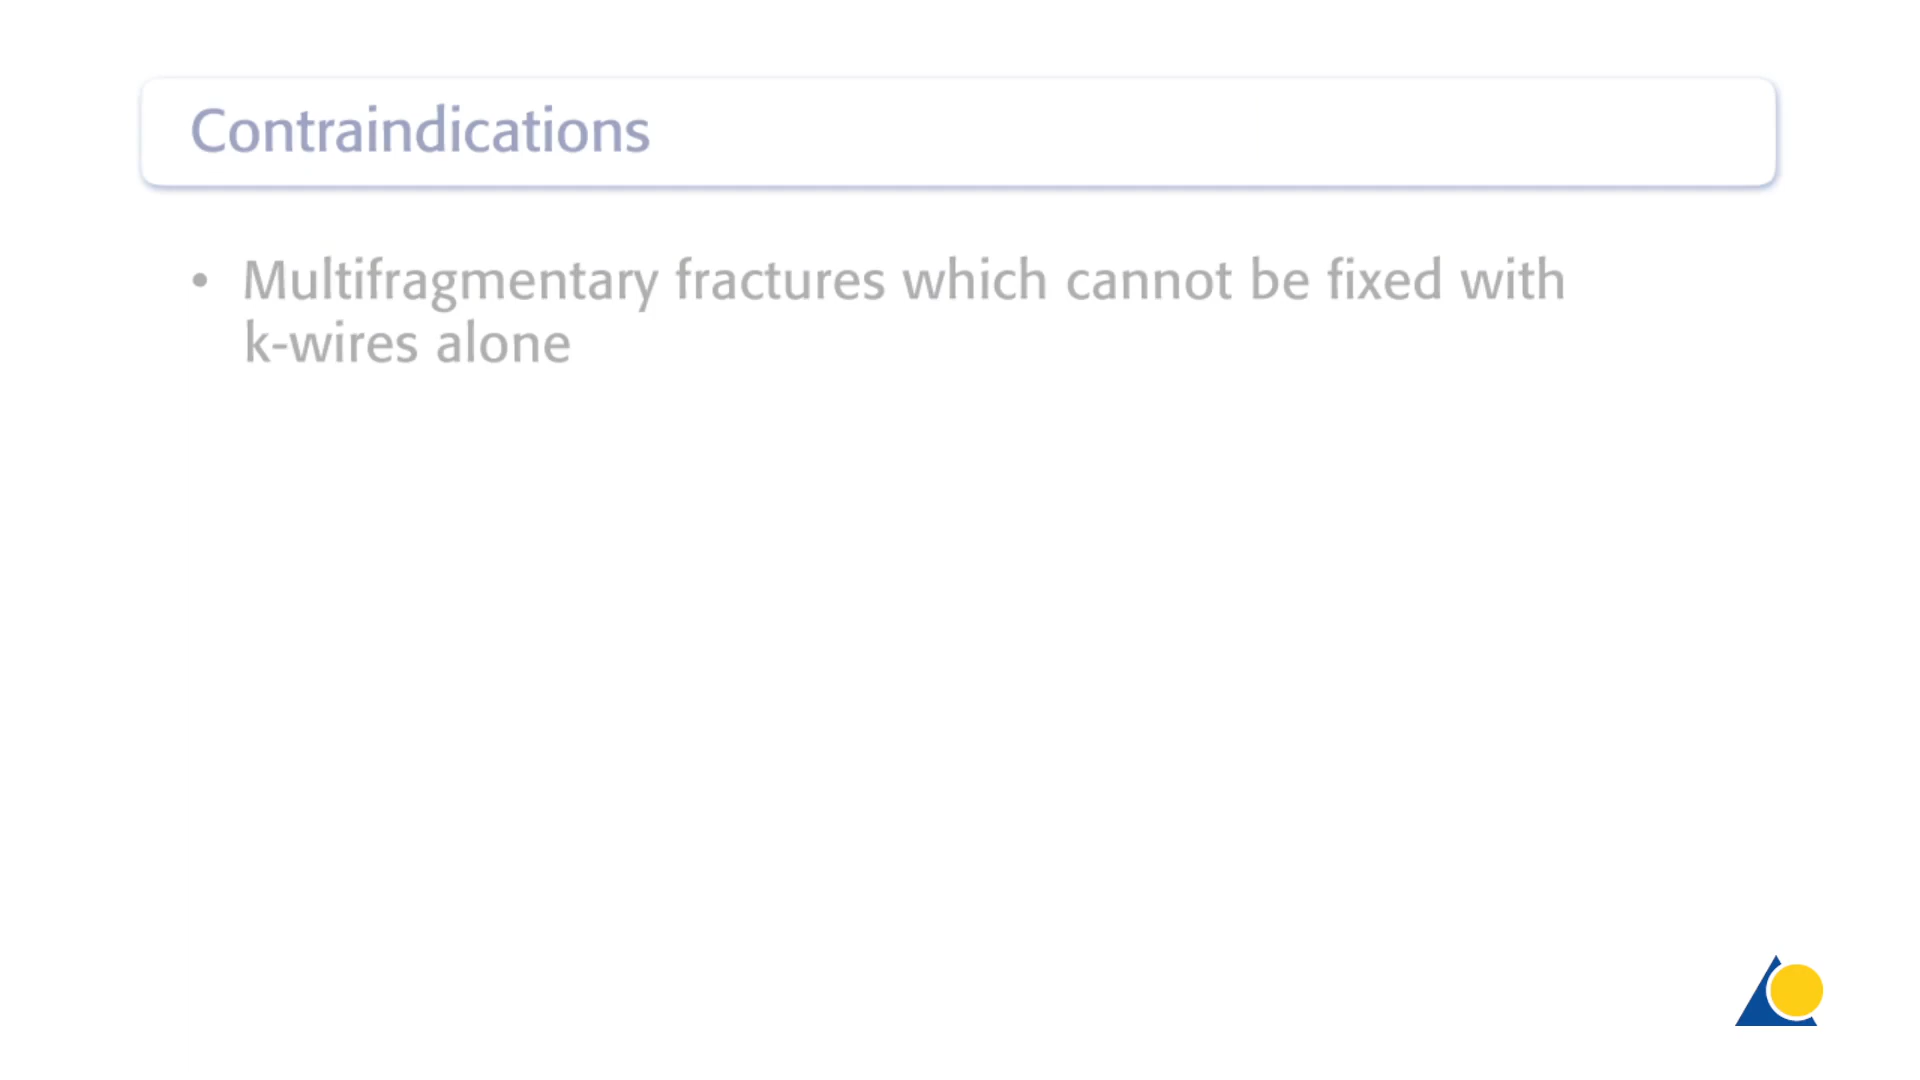 Contraindications
• Multifragmentary fractures which cannot be fixed with
k-wires alone